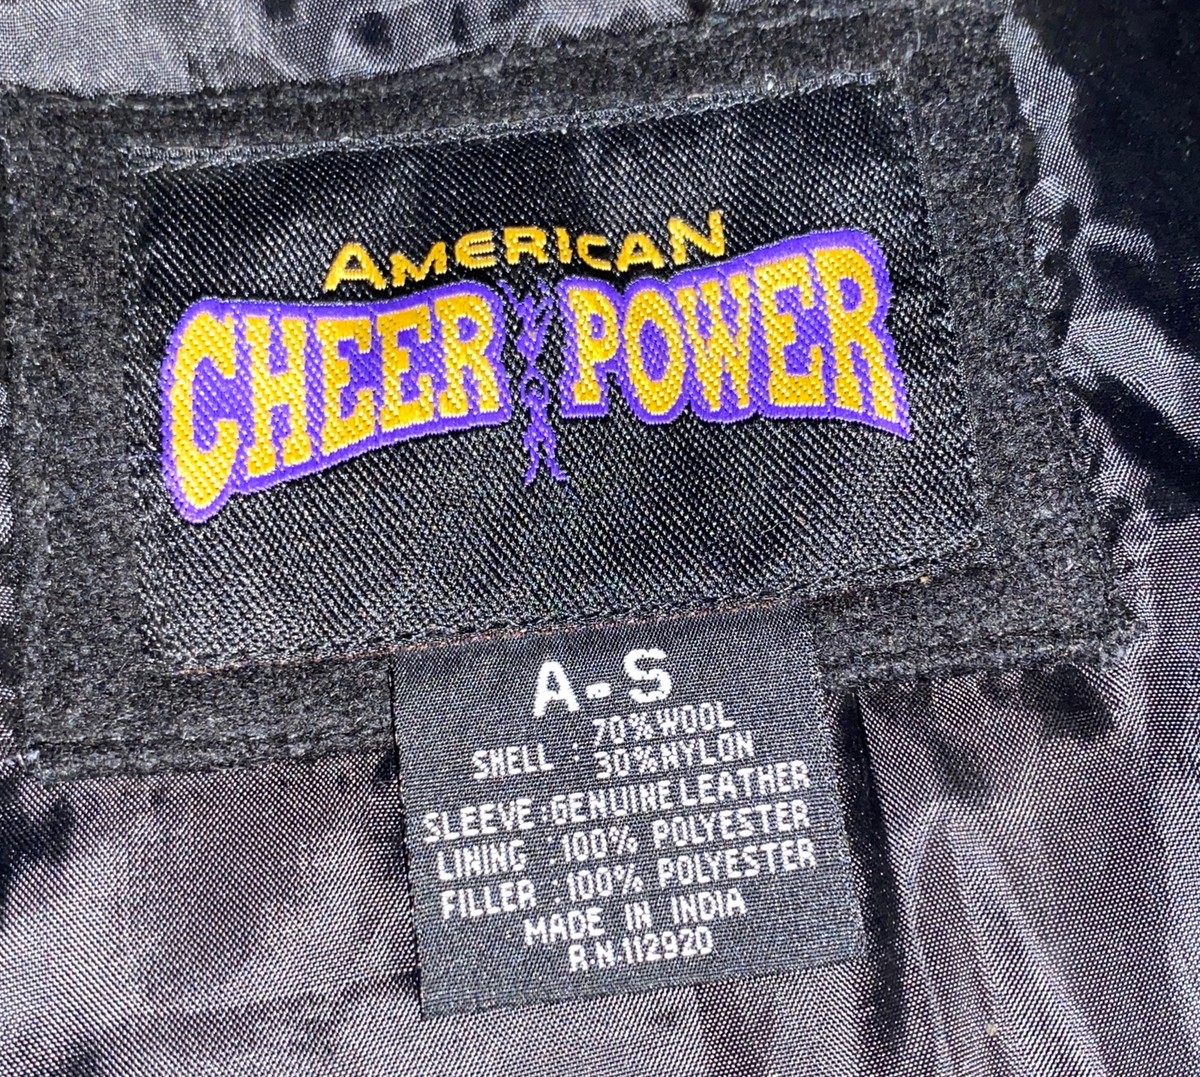 AMERICAN
CHEER POWER
A-S
SHELL : 70%WOOL
30%NYLON
SLEEVE:GENUINE LEATHER
LINING :100% POLYESTER
FILLER :100% POLYESTER
MADE IN INDIA
R.N.112920